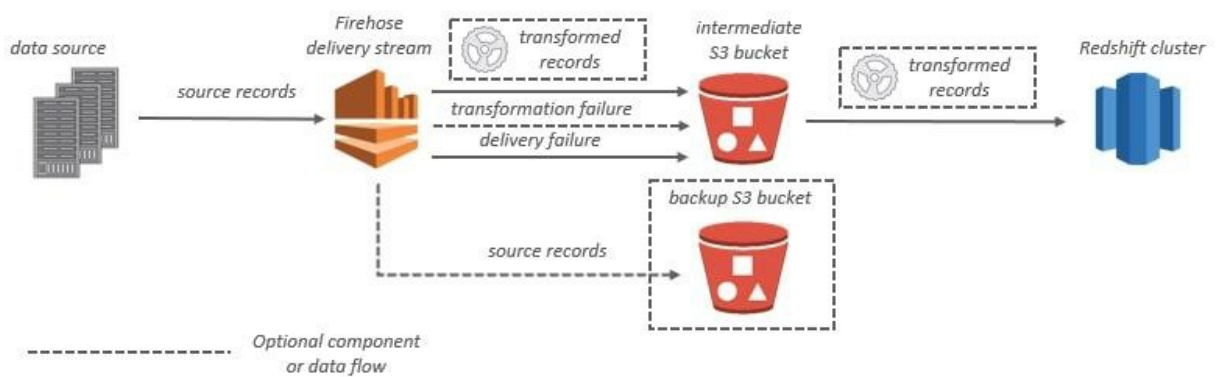 data source
source records
Firehose
delivery stream
transformed
records
transformation failure
delivery failure
intermediate
S3 bucket
transformed
records
Redshift cluster
backup S3 bucket
source records
Optional component
or data flow